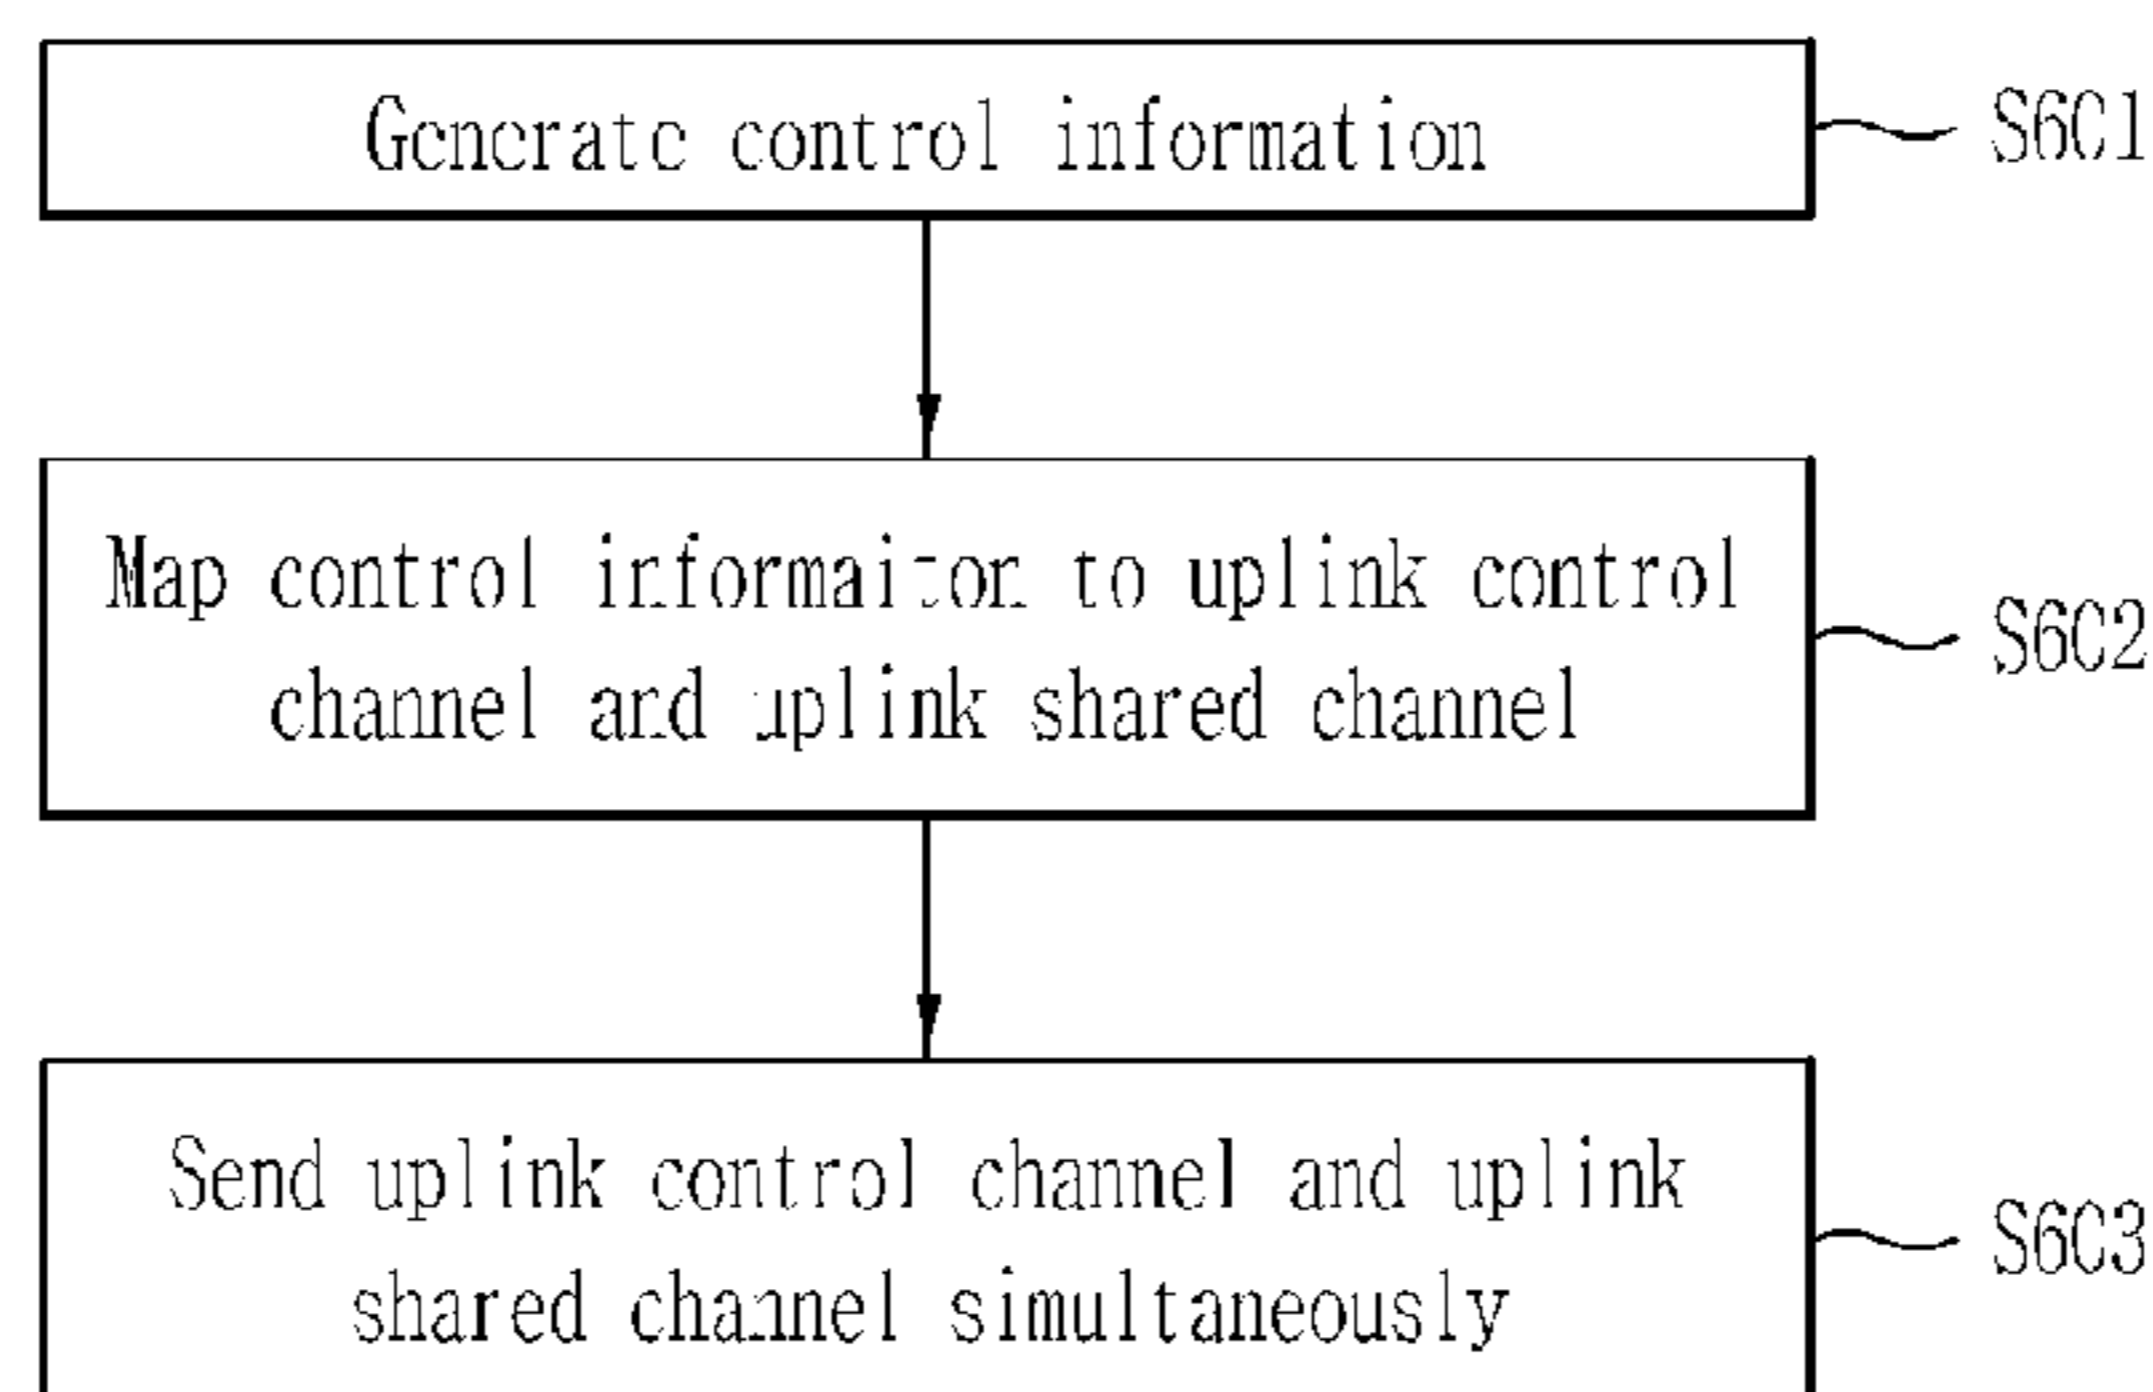 Generate control information
S601
Map control informaiton to uplink control
channel and uplink shared channel
S602
Send uplink control channel and uplink
shared channel simultaneously
S603